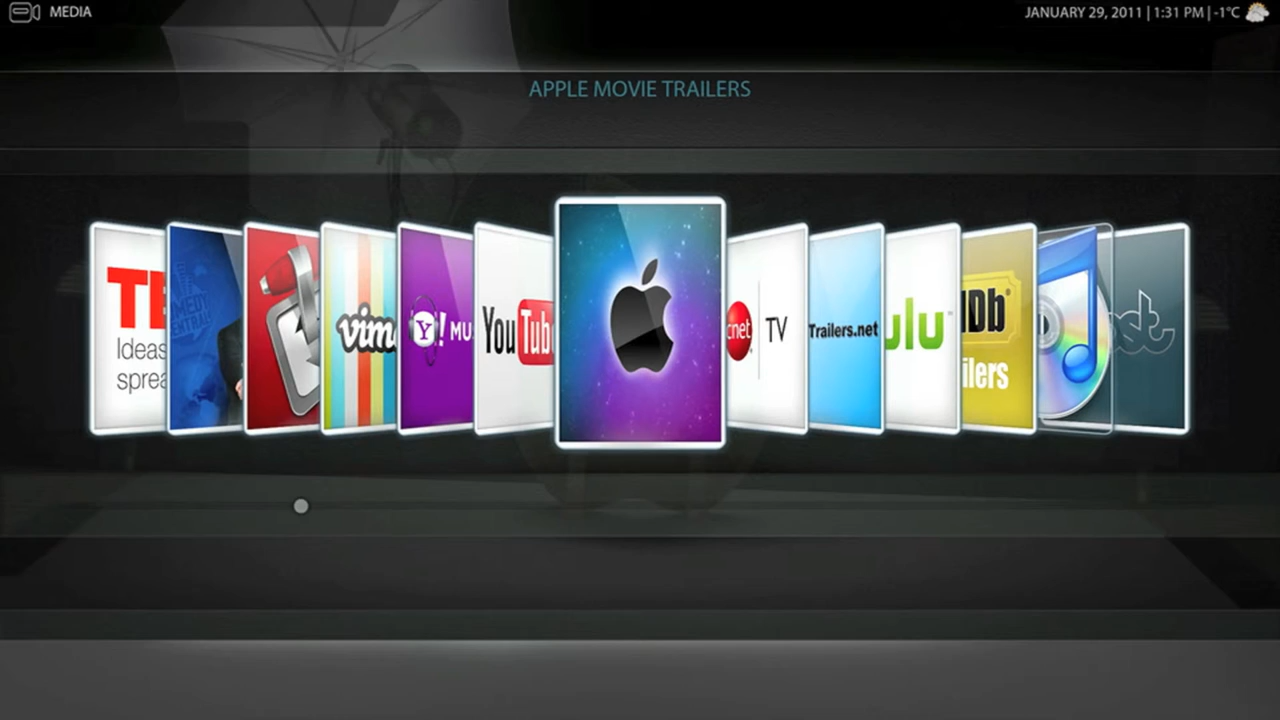 MEDIA
JANUARY 29, 2011 | 1:31 PM | -1°C
APPLE MOVIE TRAILERS
TE
Ideas
sprea
vim
Y! MU
YouTub
cnet TV
Trailers.net
ulu
IDb
ilers
st